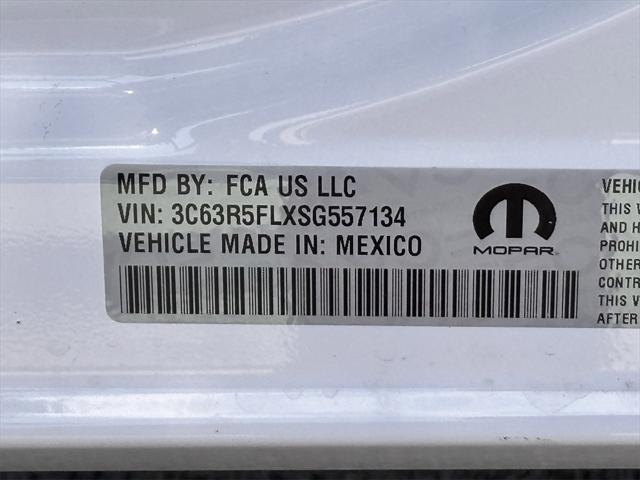 MFD BY: FCA US LLC
VIN: 3C63R5FLXSG557134
VEHICLE MADE IN: MEXICO
MOPAR
VEHIC
THIS V
AND H
PROHI
OTHER
CONTR
THIS V
AFTER